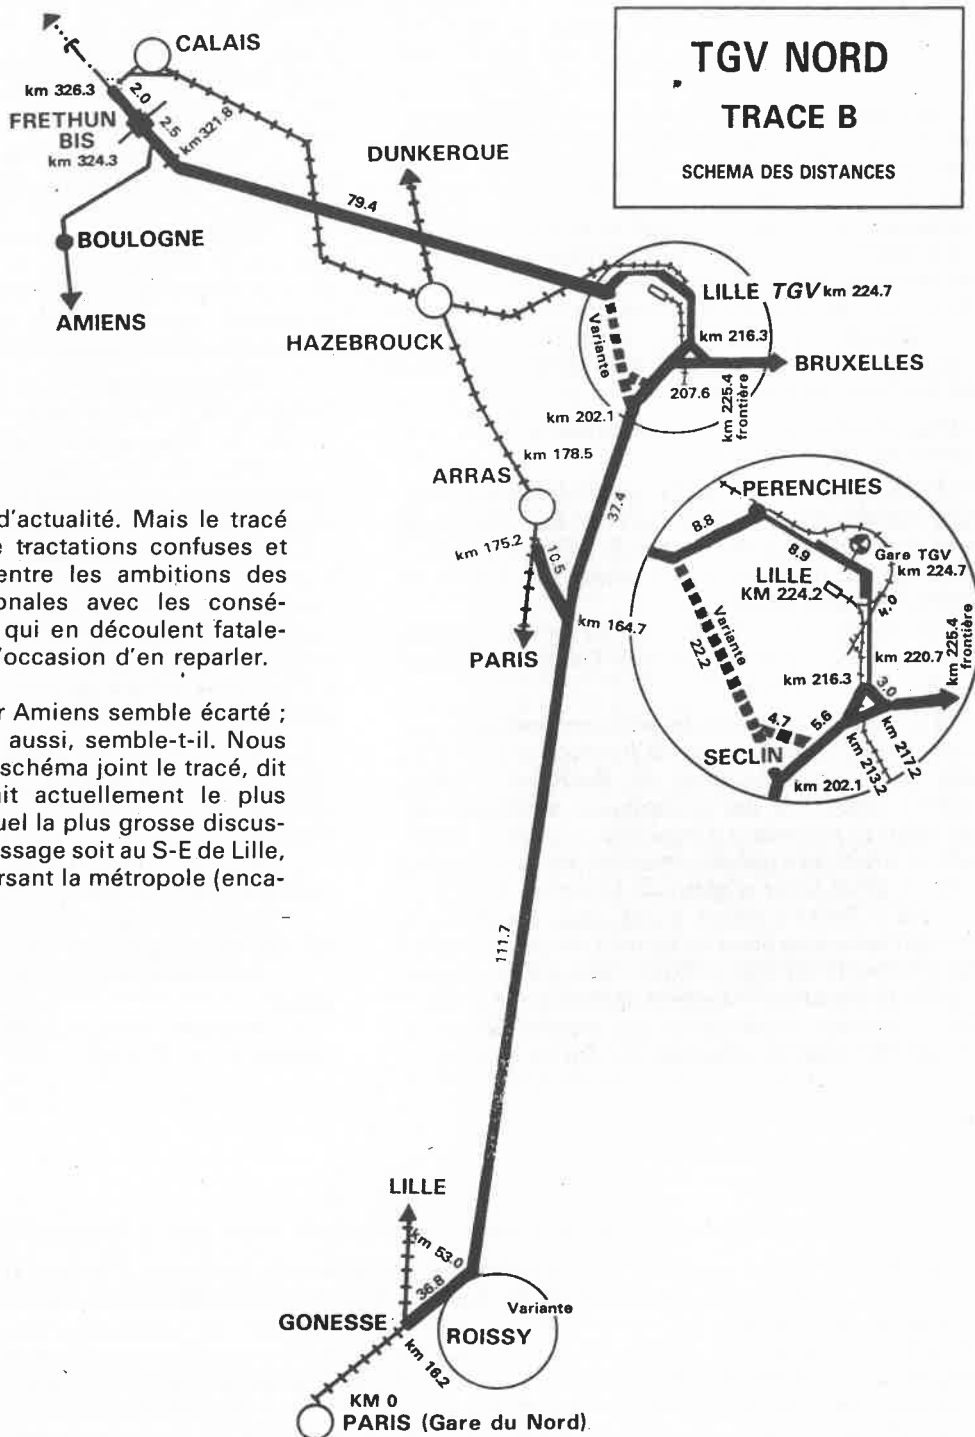 TGV NORD
TRACE B
SCHEMA DES DISTANCES
CALAIS
km 326.3
2.0
FRETHUN
BIS
2.5
km 321.8
km 324.3
DUNKERQUE
79.4
BOULOGNE
AMIENS
HAZEBROUCK
LILLE TGV km 224.7
Variante
km 216.3
BRUXELLES
207.6
km 225.4
frontière
km 202.1
km 178.5
ARRAS
37.4
km 175.2
10.5
km 164.7
PARIS
PERENCHIES
8.8
8.9
Gare TGV
km 224.7
LILLE
KM 224.2
4.0
Variante
22.2
km 220.7
km 225.4
frontière
km 216.3
3.0
4.7
5.6
SECLIN
km 217.2
km 213.2
km 202.1
d'actualité. Mais le tracé
e tractations confuses et
entre les ambitions des
onales avec les consé-
qui en découlent fatale-
'occasion d'en reparler.
r Amiens semble écarté ;
aussi, semble-t-il. Nous
schéma joint le tracé, dit
uit actuellement le plus
uel la plus grosse discus-
ssage soit au S-E de Lille,
rsant la métropole (enca-
111.7
LILLE
km 53.0
36.8
GONESSE
Variante
ROISSY
km 16.2
KM 0
PARIS (Gare du Nord)